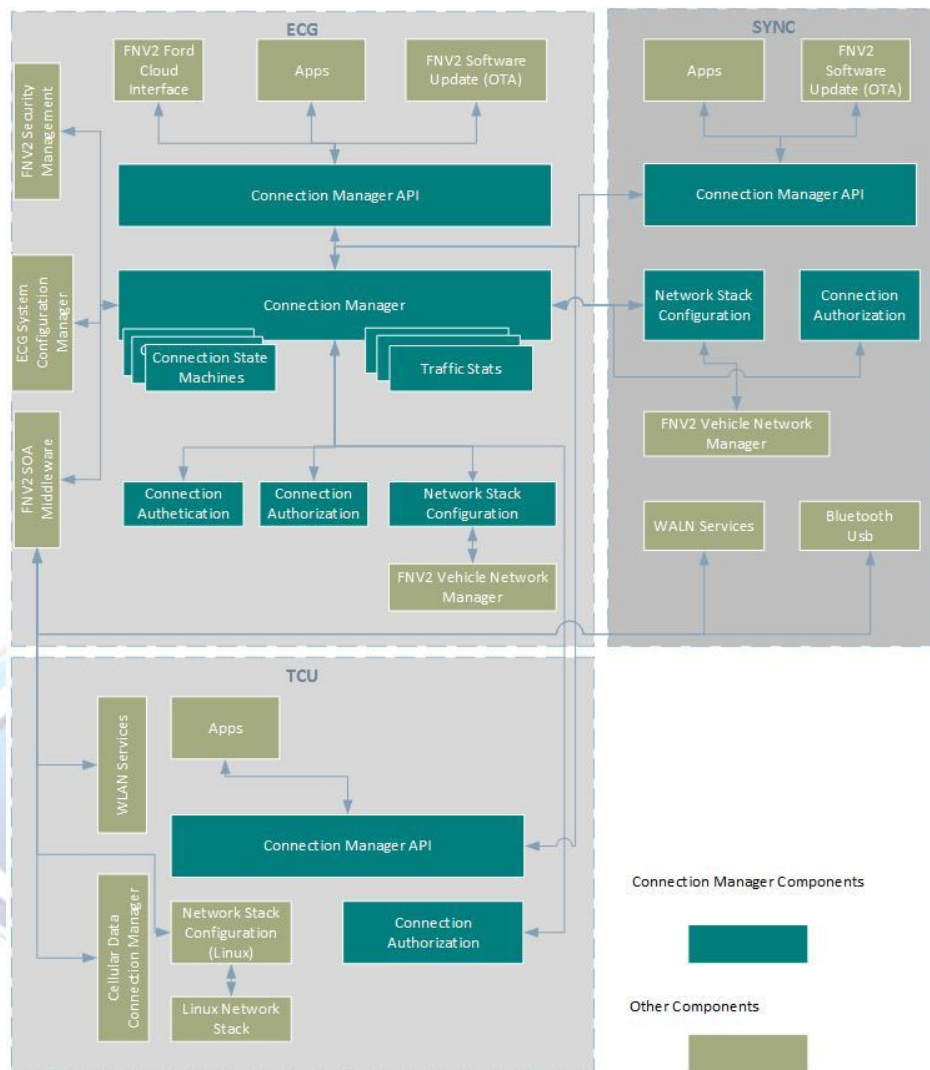 ECG
FNV2 Ford
Cloud
Interface
Apps
FNV2 Software
Update (OTA)
FNV2 Security
Management
Connection Manager API
ECG System
Configuration
Manager
Connection Manager
Connection State
Machines
Traffic Stats
FNV2 SOA
Middleware
Connection
Authetication
Connection
Authorization
Network Stack
Configuration
FNV2 Vehicle Network
Manager
SYNC
Apps
FNV2
Software
Update (OTA)
Connection Manager API
Network Stack
Configuration
Connection
Authorization
FNV2 Vehicle Network
Manager
WALN Services
Bluetooth
Usb
TCU
WLAN Services
Apps
Connection Manager API
Cellular Data
Connection Manager
Network Stack
Configuration
(Linux)
Connection
Authorization
Linux Network
Stack
Connection Manager Components
Other Components